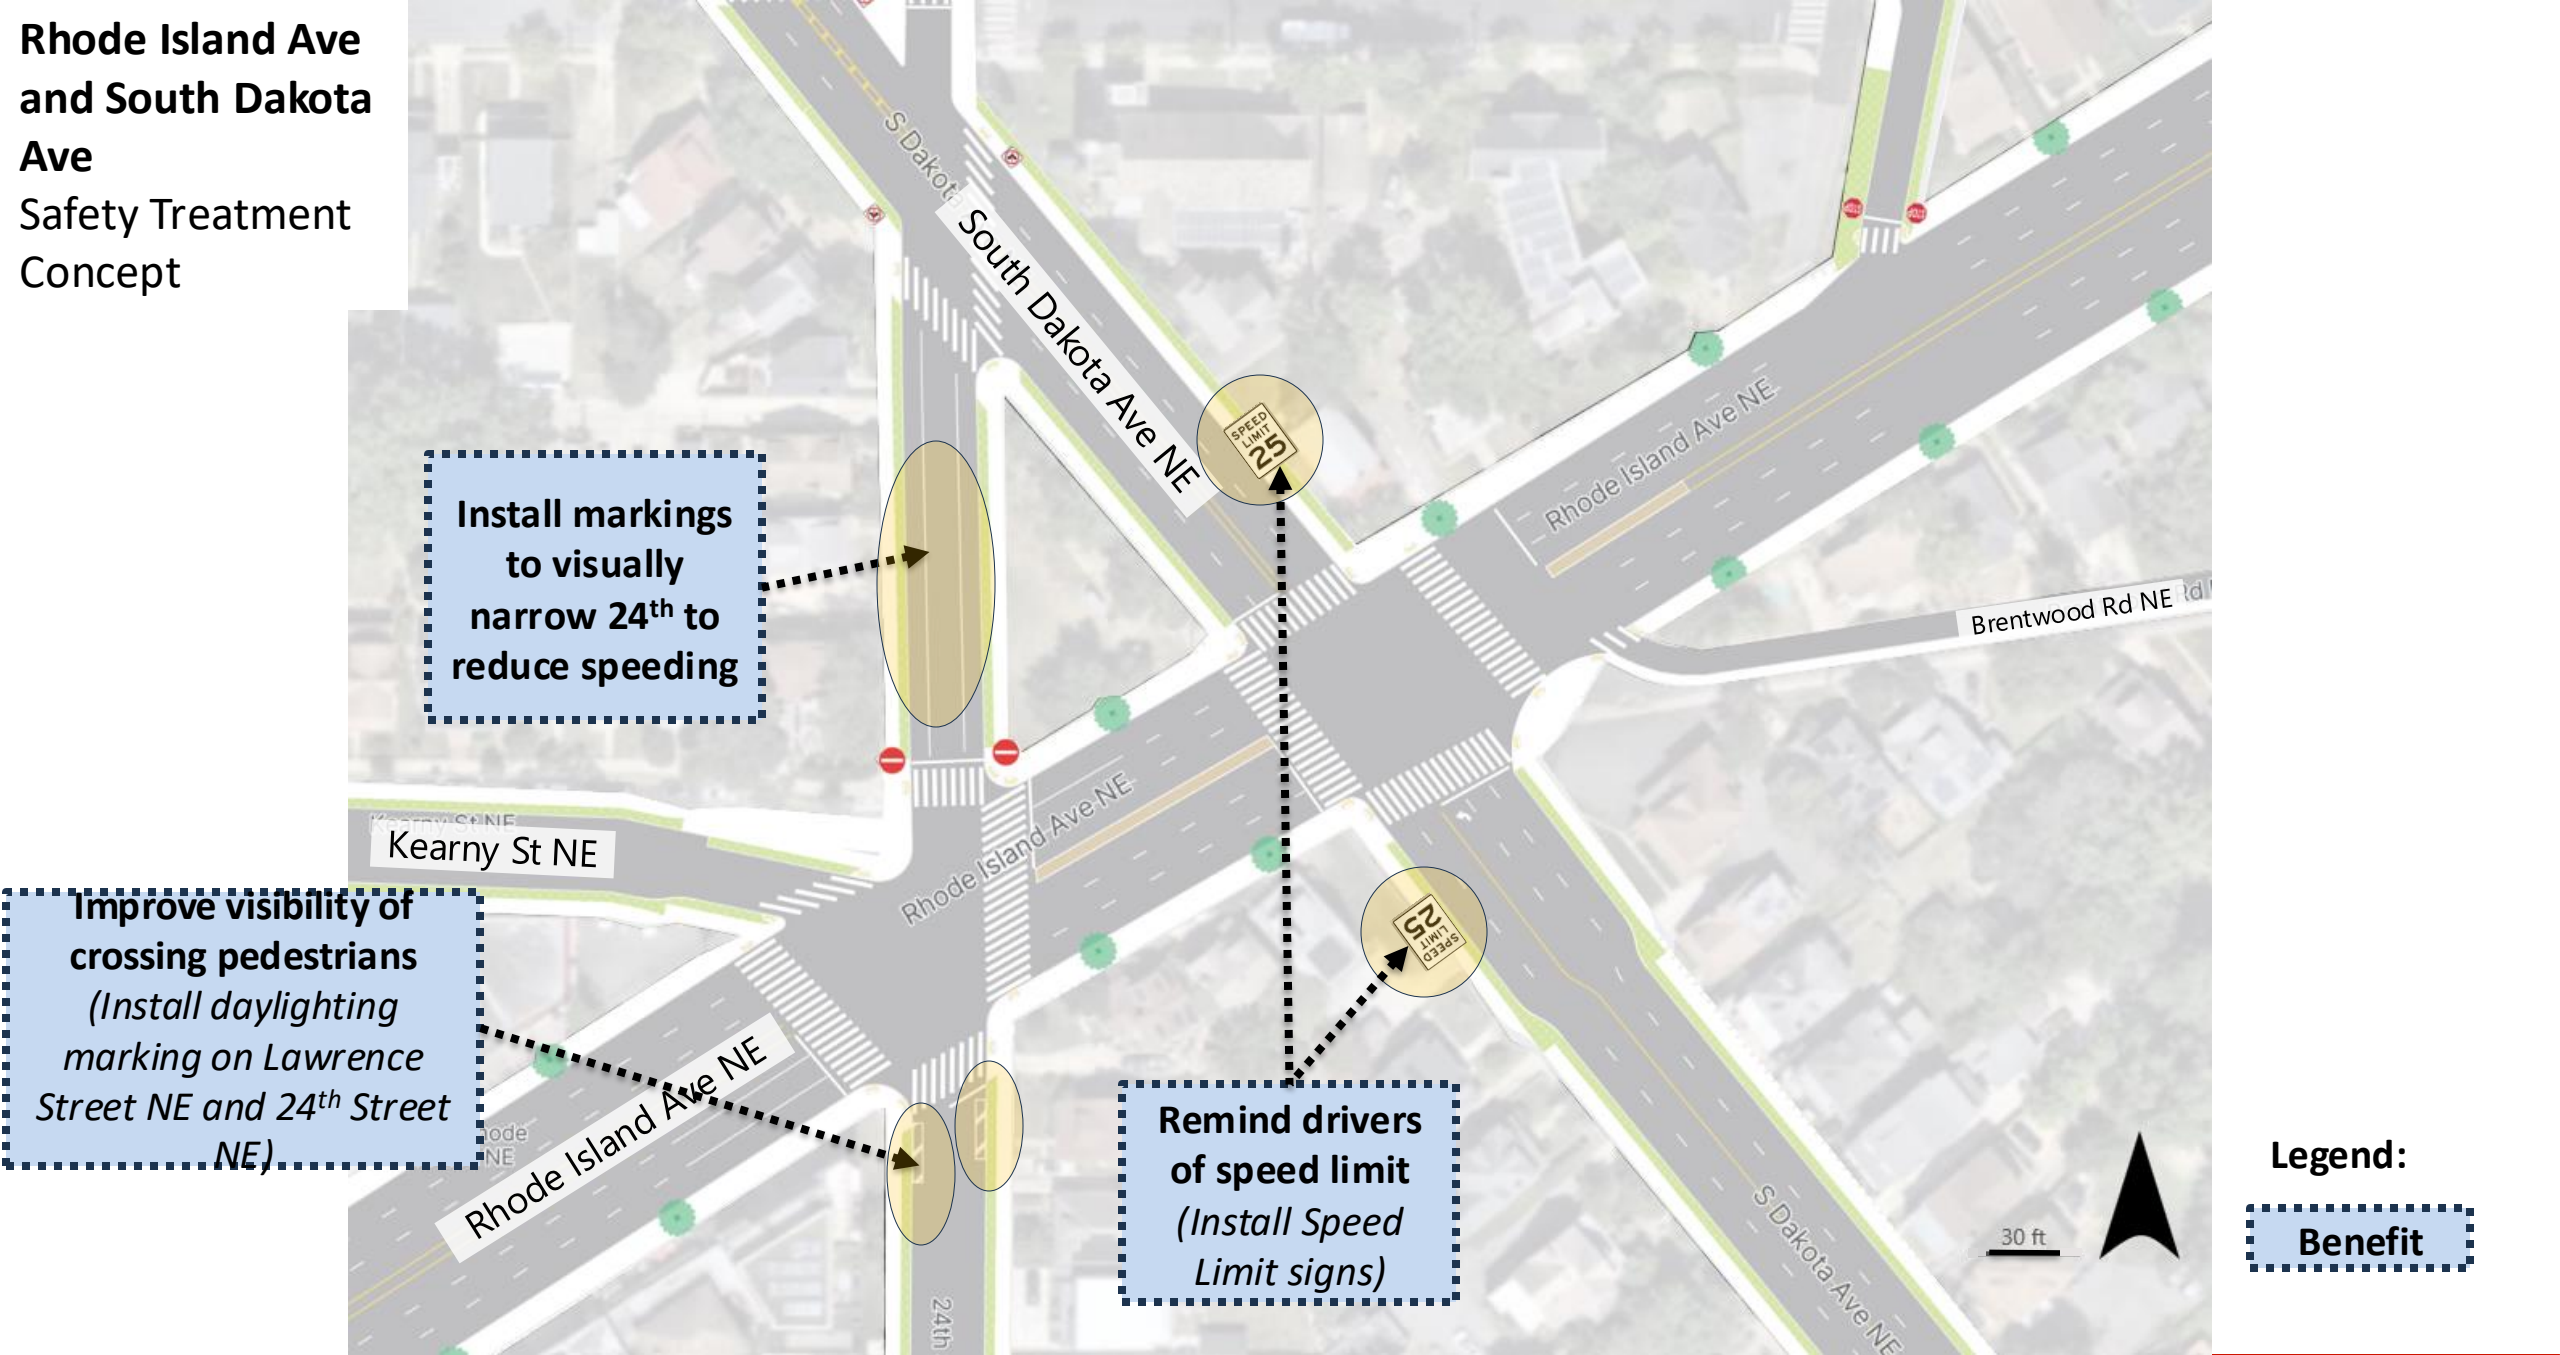 Rhode Island Ave
and South Dakota
Ave
Safety Treatment
Concept
S Dakota
South Dakota Ave NE
SPEED
LIMIT
25
Rhode Island Ave NE
Install markings
to visually
narrow 24th to
reduce speeding
Brentwood Rd NE
Rd
STOP
STOP
Kearny St NE
Kearny St NE
Rhode Island Ave NE
Improve visibility of
crossing pedestrians
(Install daylighting
marking on Lawrence
Street NE and 24th Street
NE)
SPEED
LIMIT
25
Rhode Island Ave NE
NE
Remind drivers
of speed limit
(Install Speed
Limit signs)
24th
S Dakota Ave NE
30 ft
Legend:
Benefit